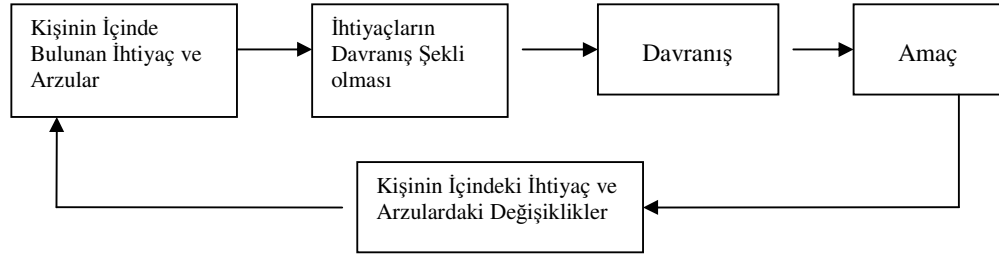 Kişinin İçinde
Bulunan İhtiyaç ve
Arzular
İhtiyaçların
Davranış Şekli
olması
Davranış
Amaç
Kişinin İçindeki İhtiyaç ve
Arzulardaki Değişiklikler